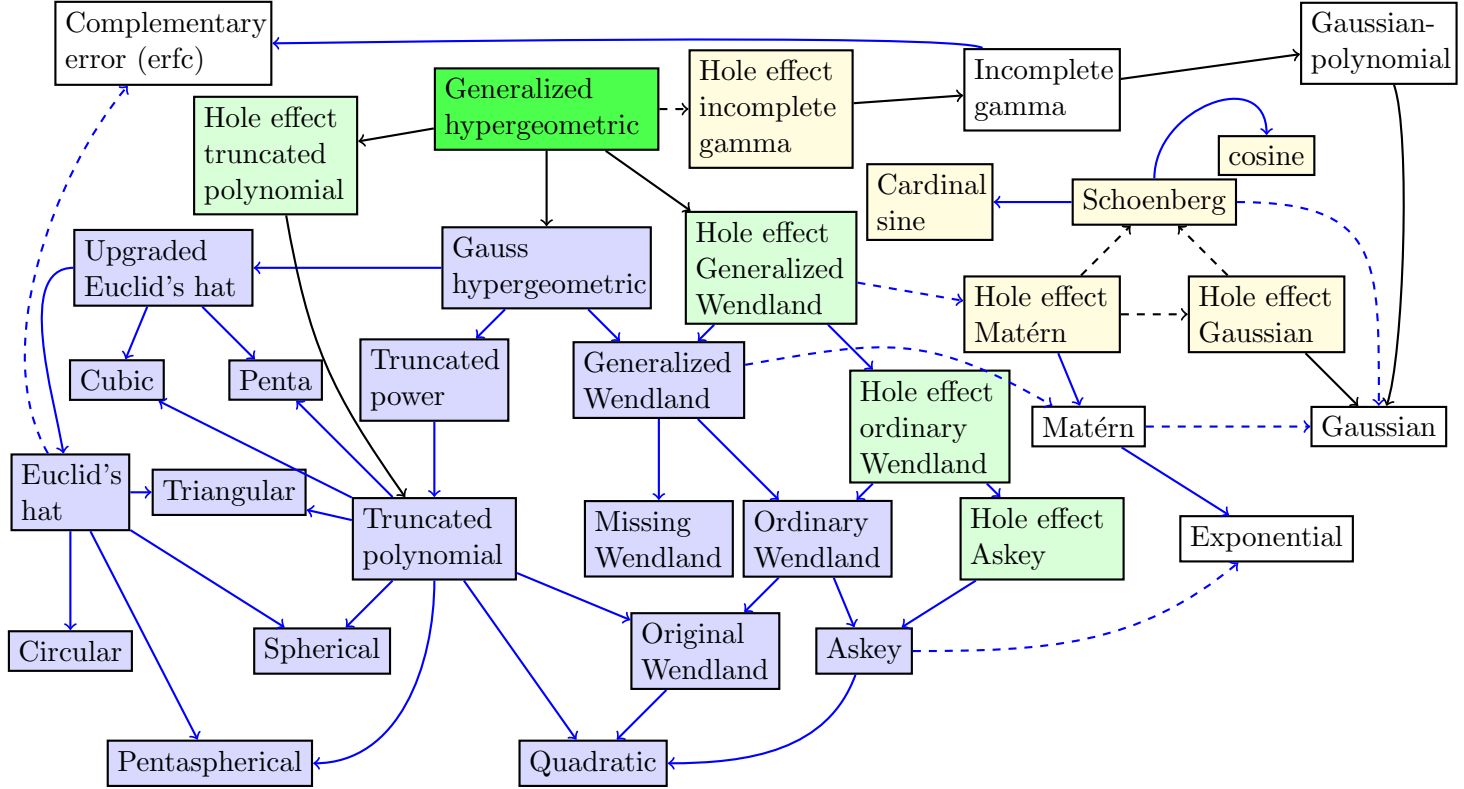 Complementary
error (erfc)
Gaussian-
polynomial
Hole effect
incomplete
gamma
Incomplete
gamma
Generalized
hypergeometric
Hole effect
truncated
polynomial
cosine
Cardinal
sine
Schoenberg
Upgraded
Euclid's hat
Gauss
hypergeometric
Hole effect
Generalized
Wendland
Hole effect
Matérn
Hole effect
Gaussian
Cubic
Penta
Truncated
power
Generalized
Wendland
Hole effect
ordinary
Wendland
Matérn
Gaussian
Euclid's
hat
Triangular
Truncated
polynomial
Missing
Wendland
Ordinary
Wendland
Hole effect
Askey
Exponential
Circular
Spherical
Original
Wendland
Askey
Pentaspherical
Quadratic